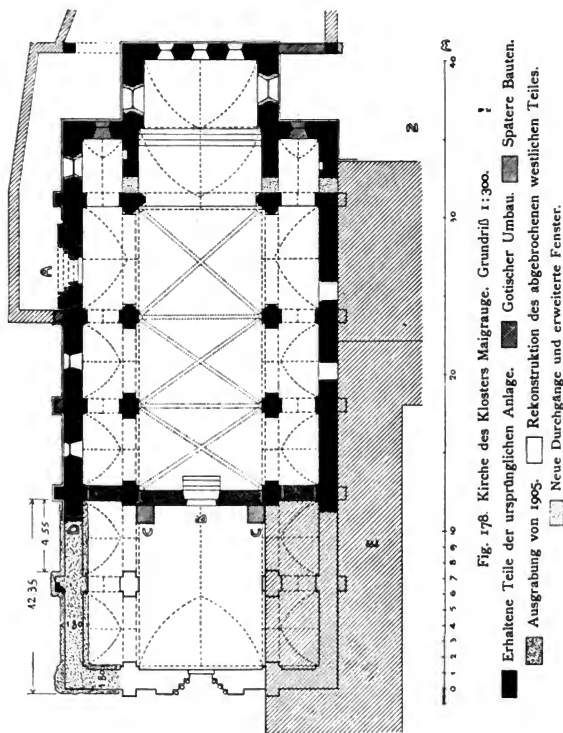 12 35
4 55
1 80
1 80
A
B
C
C
D
E
0 1 2 3 4 5 6 7 8 9 10 20 30 40 M
Fig. 178. Kirche des Klosters Maigrauge. Grundriß 1:300.
Erhaltene Teile der ursprünglichen Anlage. Gotischer Umbau. Spätere Bauten.
Ausgrabung von 1905. Rekonstruktion des abgebrochenen westlichen Teiles.
Neue Durchgänge und erweiterte Fenster.